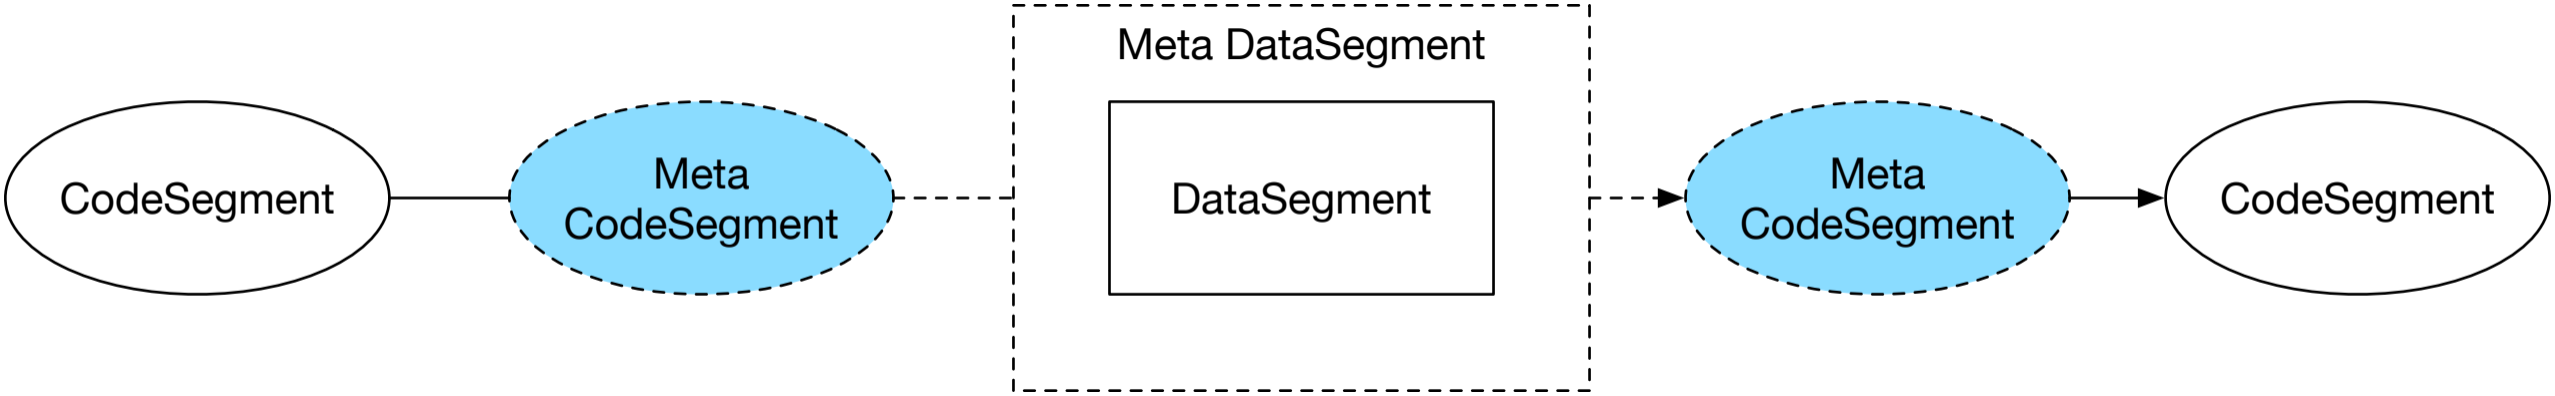 CodeSegment
Meta
CodeSegment
Meta DataSegment
DataSegment
Meta
CodeSegment
CodeSegment